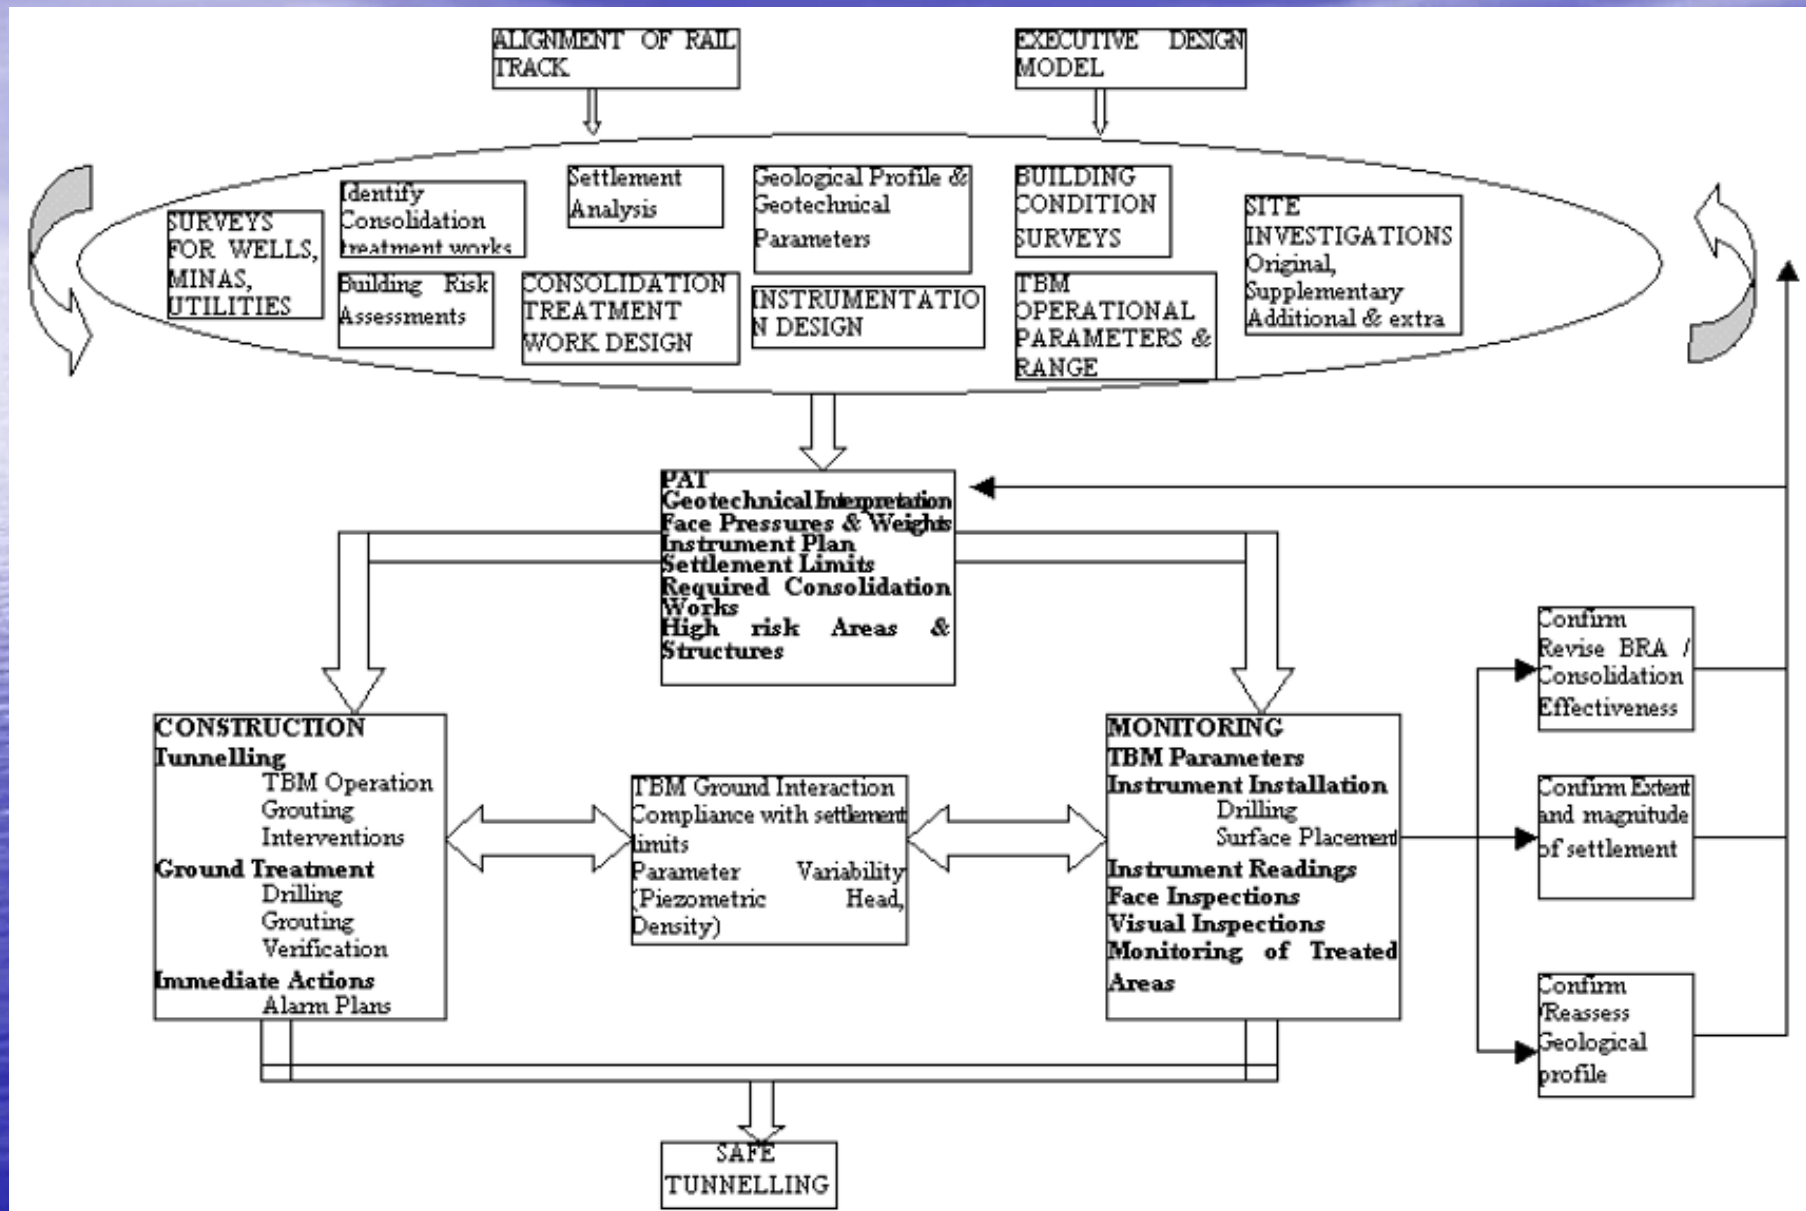 ALIGNMENT OF RAIL
TRACK
EXECUTIVE DESIGN
MODEL
SURVEYS
FOR WELLS,
MINAS,
UTILITIES
Identify
Consolidation
treatment works
Building Risk
Assessments
Settlement
Analysis
CONSOLIDATION
TREATMENT
WORK DESIGN
Geological Profile &
Geotechnical
Parameters
INSTRUMENTATIO
N DESIGN
BUILDING
CONDITION
SURVEYS
TBM
OPERATIONAL
PARAMETERS &
RANGE
SITE
INVESTIGATIONS
Original,
Supplementary
Additional & extra
PAT
Geotechnical Interpretation
Face Pressures & Weights
Instrument Plan
Settlement Limits
Required Consolidation
Works
High risk Areas &
Structures
CONSTRUCTION
Tunnelling
TBM Operation
Grouting
Interventions
Ground Treatment
Drilling
Grouting
Verification
Immediate Actions
Alarm Plans
TBM Ground Interaction
Compliance with settlement
limits
Parameter Variability
(Piezometric Head,
Density)
MONITORING
TBM Parameters
Instrument Installation
Drilling
Surface Placement
Instrument Readings
Face Inspections
Visual Inspections
Monitoring of Treated
Areas
Confirm
Revise BRA /
Consolidation
Effectiveness
Confirm Extent
and magnitude
of settlement
Confirm
/Reassess
Geological
profile
SAFE
TUNNELLING